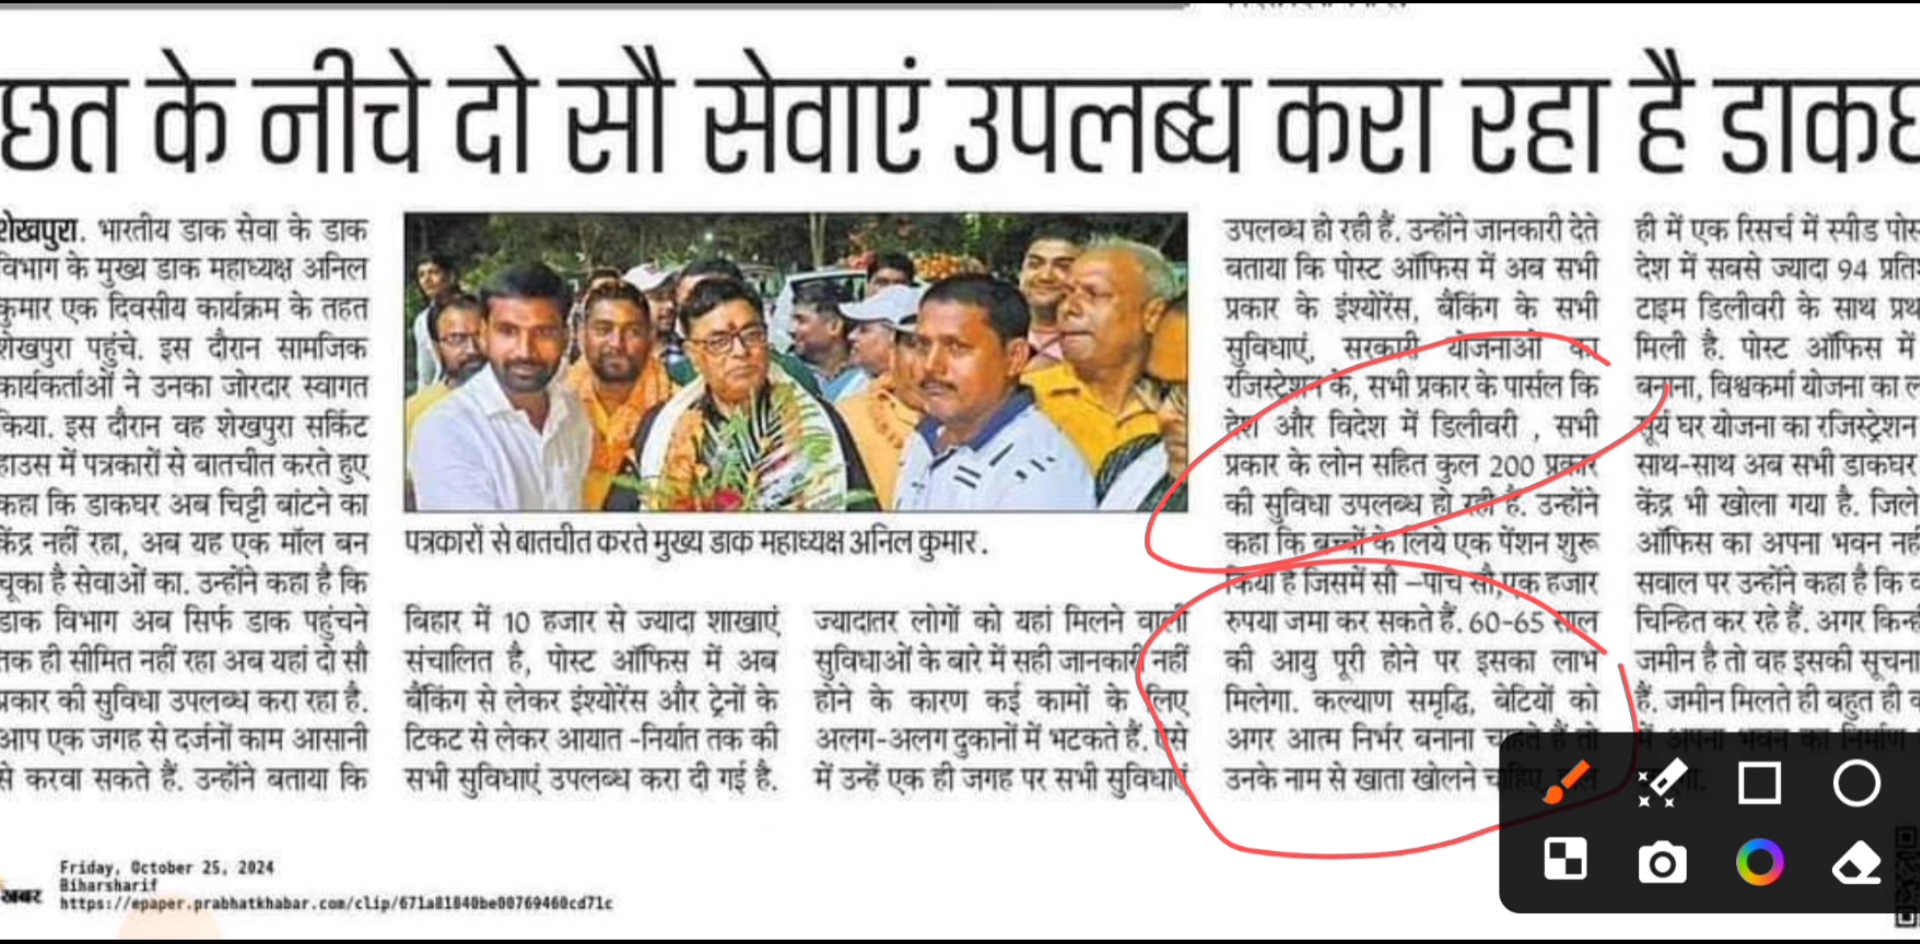 छत के नीचे दो सौ सेवाएं उपलब्ध करा रहा है
शेखपुरा. भारतीय डाक सेवा के डाक
विभाग के मुख्य डाक महाध्यक्ष अनिल
कुमार एक दिवसीय कार्यक्रम के तहत
शेखपुरा पहुंचे. इस दौरान सामजिक
कार्यकर्ताओं ने उनका जोरदार स्वागत
किया. इस दौरान वह शेखपुरा सर्किट
हाउस में पत्रकारों से बातचीत करते हुए
कहा कि डाकघर अब चिट्टी बांटने का
केंद्र नहीं रहा, अब यह एक मॉल बन
चूका है सेवाओं का. उन्होंने कहा है कि
डाक विभाग अब सिर्फ डाक पहुंचने
तक ही सीमित नहीं रहा अब यहां दो सौ
प्रकार की सुविधा उपलब्ध करा रहा है.
आप एक जगह से दर्जनों काम आसानी
से करवा सकते हैं. उन्होंने बताया कि
पत्रकारों से बातचीत करते मुख्य डाक महाध्यक्ष अनिल कुमार.
बिहार में 10 हजार से ज्यादा शाखाएं
संचालित है, पोस्ट ऑफिस में अब
बैंकिंग से लेकर इंश्योरेंस और ट्रेनों के
टिकट से लेकर आयात -निर्यात तक की
सभी सुविधाएं उपलब्ध करा दी गई है.
ज्यादातर लोगों को यहां मिलने वाली
सुविधाओं के बारे में सही जानकारी नहीं
होने के कारण कई कामों के लिए
अलग-अलग दुकानों में भटकते हैं. ऐसे
में उन्हें एक ही जगह पर सभी सुविधाएं
उपलब्ध हो रही हैं. उन्होंने जानकारी देते
बताया कि पोस्ट ऑफिस में अब सभी
प्रकार के इंश्योरेंस, बैंकिंग के सभी
सुविधाएं, सरकारी योजनाओं का
रजिस्ट्रेशन के, सभी प्रकार के पार्सल कि
देश और विदेश में डिलीवरी , सभी
प्रकार के लोन सहित कुल 200 प्रकार
की सुविधा उपलब्ध हो रही है. उन्होंने
कहा कि बच्चों के लिये एक पेंशन शुरू
किया है जिसमें सौ –पांच सौ, एक हजार
रुपया जमा कर सकते हैं. 60-65 साल
की आयु पूरी होने पर इसका लाभ
मिलेगा. कल्याण समृद्धि, बेटियों को
अगर आत्म निर्भर बनाना चाहते हैं तो
उनके नाम से खाता खोलने चाहिए.
ही में एक रिसर्च में स्पीड
देश में सबसे ज्यादा 94
टाइम डिलीवरी के साथ
मिली है. पोस्ट ऑफिस में
बनाना, विश्वकर्मा योजना का
सूर्य घर योजना का रजिस्ट्रेशन
साथ-साथ अब सभी डाकघर
केंद्र भी खोला गया है. जिले
ऑफिस का अपना भवन
सवाल पर उन्होंने कहा है कि
चिन्हित कर रहे हैं. अगर
जमीन है तो वह इसकी सूचना
हैं. जमीन मिलते ही बहुत ही
में अपना भवन का निर्माण
खबर
Friday, October 25, 2024
Biharsharif
https://epaper.prabhatkhabar.com/clip/671a81840be00769460cd71c